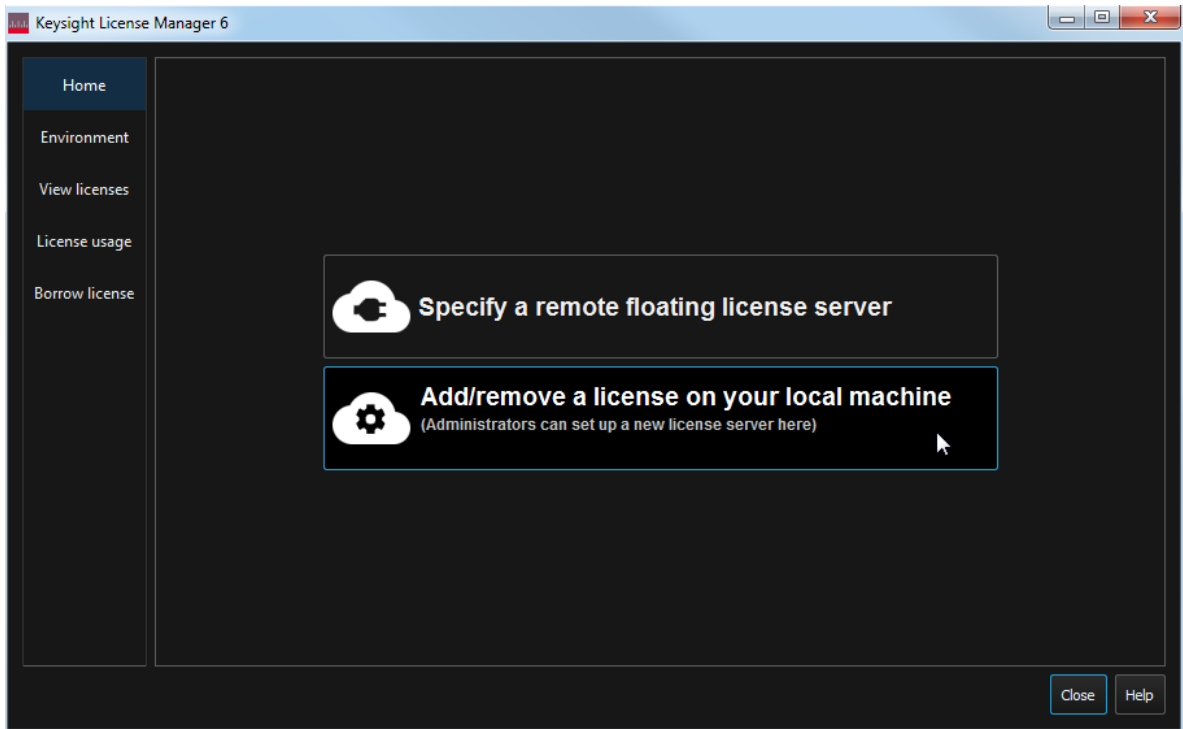 Keysight License Manager 6
Home
Environment
View licenses
License usage
Borrow license
Specify a remote floating license server
Add/remove a license on your local machine
(Administrators can set up a new license server here)
Close
Help